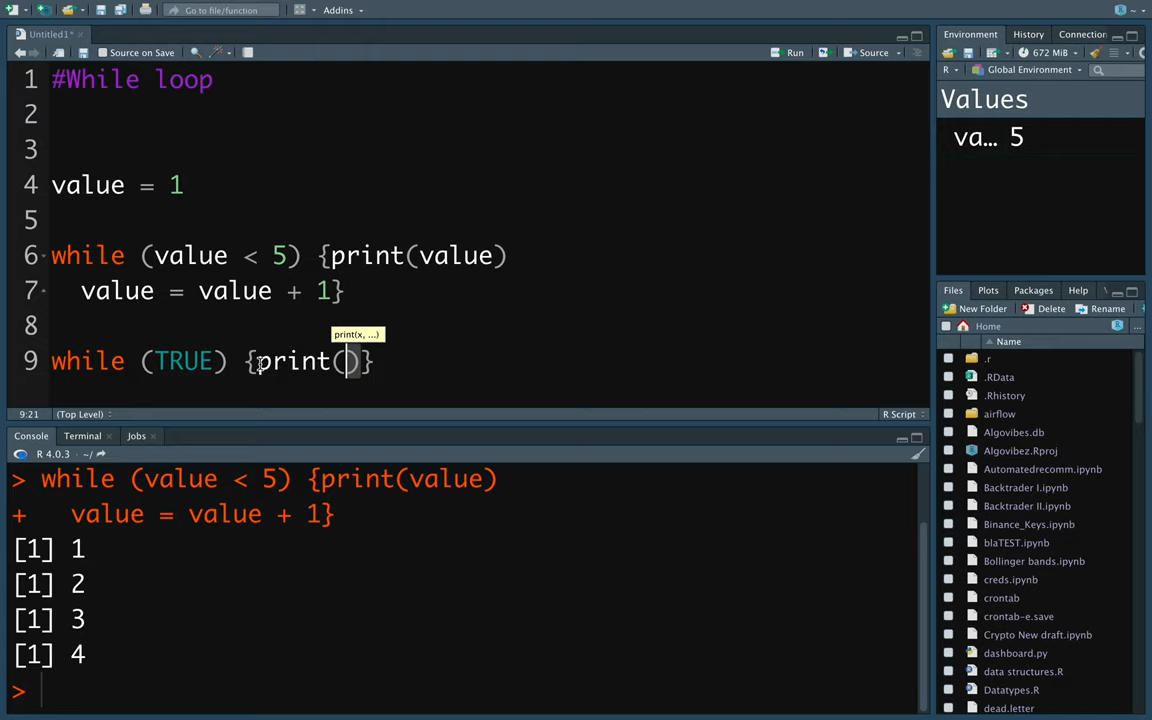 Go to file/function
Addins
R ~
Untitled1*
Source on Save
Run
Source
1 #While loop
2
3
4 value = 1
5
6 while (value < 5) {print(value)
7 value = value + 1}
8
print(x, ...)
9 while (TRUE) {print()}
9:21 (Top Level)
R Script
Console
Terminal
Jobs
R 4.0.3 · ~/
> while (value < 5) {print(value)
+ value = value + 1}
[1] 1
[1] 2
[1] 3
[1] 4
>
Environment
History
Connection
672 MiB
R
Global Environment
Values
va... 5
Files
Plots
Packages
Help
New Folder
Delete
Rename
Home
...
Name
.r
.RData
.Rhistory
airflow
Algovibes.db
Algovibez.Rproj
Automatedrecomm.ipynb
Backtrader I.ipynb
Backtrader II.ipynb
Binance_Keys.ipynb
blaTEST.ipynb
Bollinger bands.ipynb
creds.ipynb
crontab
crontab-e.save
Crypto New draft.ipynb
dashboard.py
data structures.R
Datatypes.R
dead.letter